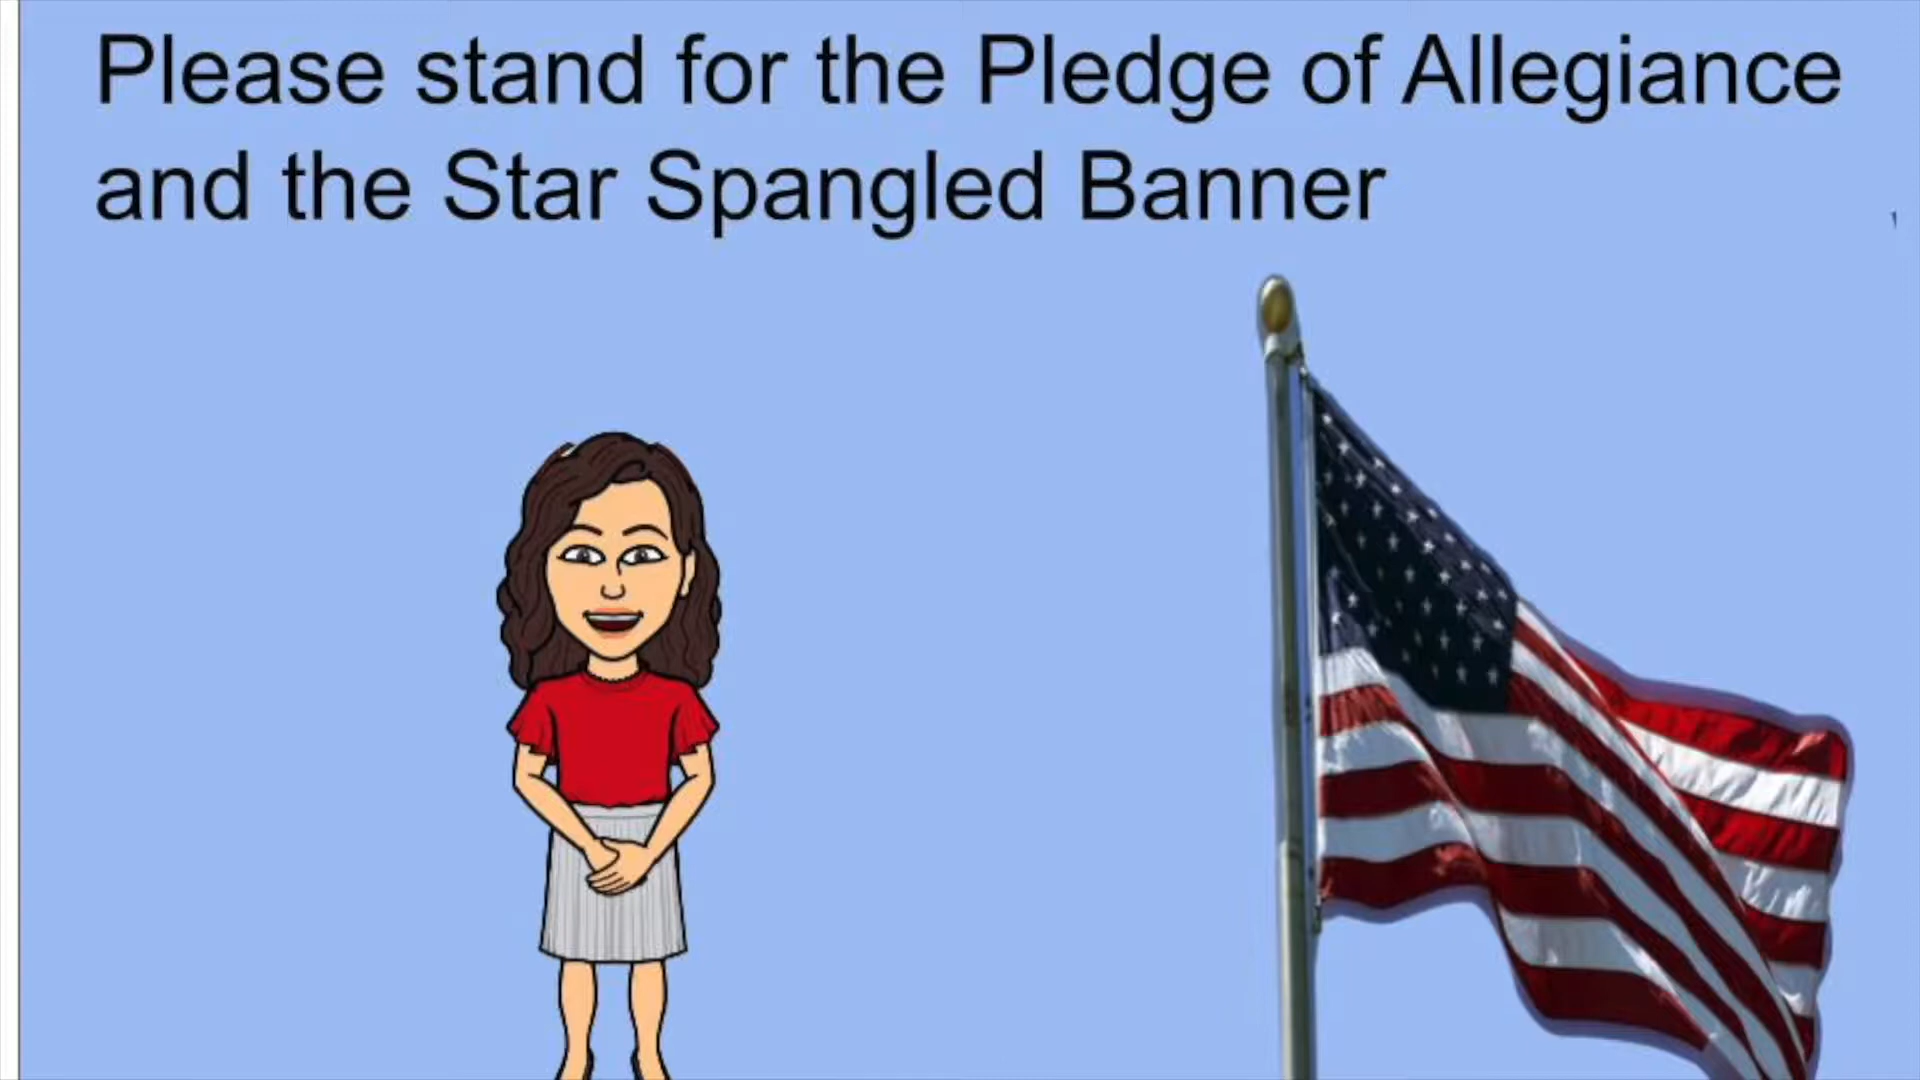 Please stand for the Pledge of Allegiance
and the Star Spangled Banner